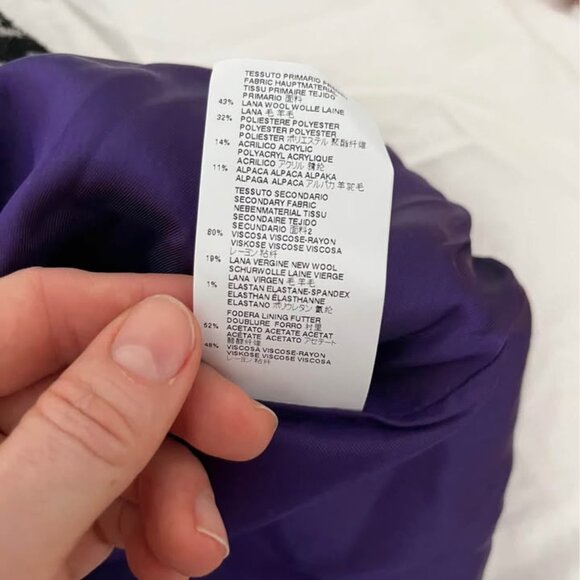 TESSUTO PRIMARIO
FABRIC HAUPTMATERIAL
TISSU PRIMAIRE TEJIDO
PRIMARIO 面料
43% LANA WOOL WOLLE LAINE
LANA 毛 羊毛
32% POLIESTERE POLYESTER
POLYESTER POLYESTER
POLIESTER ポリエステル 聚酯纤维
14% ACRILICO ACRYLIC
POLYACRYL ACRYLIQUE
ACRILICO アクリル 腈纶
11% ALPACA ALPACA ALPAKA
ALPAGA ALPACA アルパカ 羊驼毛
TESSUTO SECONDARIO
SECONDARY FABRIC
NEBENMATERIAL TISSU
SECONDAIRE TEJIDO
SECUNDARIO 面料2
80% VISCOSA VISCOSE-RAYON
VISKOSE VISCOSE VISCOSA
レーヨン 粘纤
19% LANA VERGINE NEW WOOL
SCHURWOLLE LAINE VIERGE
LANA VIRGEN 毛 羊毛
1% ELASTAN ELASTANE-SPANDEX
ELASTHAN ELASTHANNE
ELASTANO ポリウレタン 氨纶
FODERA LINING FUTTER
DOUBLURE FORRO 衬里
52% ACETATO ACETATE ACETAT
ACÉTATE ACETATO アセテート
醋酯纤维
48% VISCOSA VISCOSE-RAYON
VISKOSE VISCOSE VISCOSA
レーヨン 粘纤